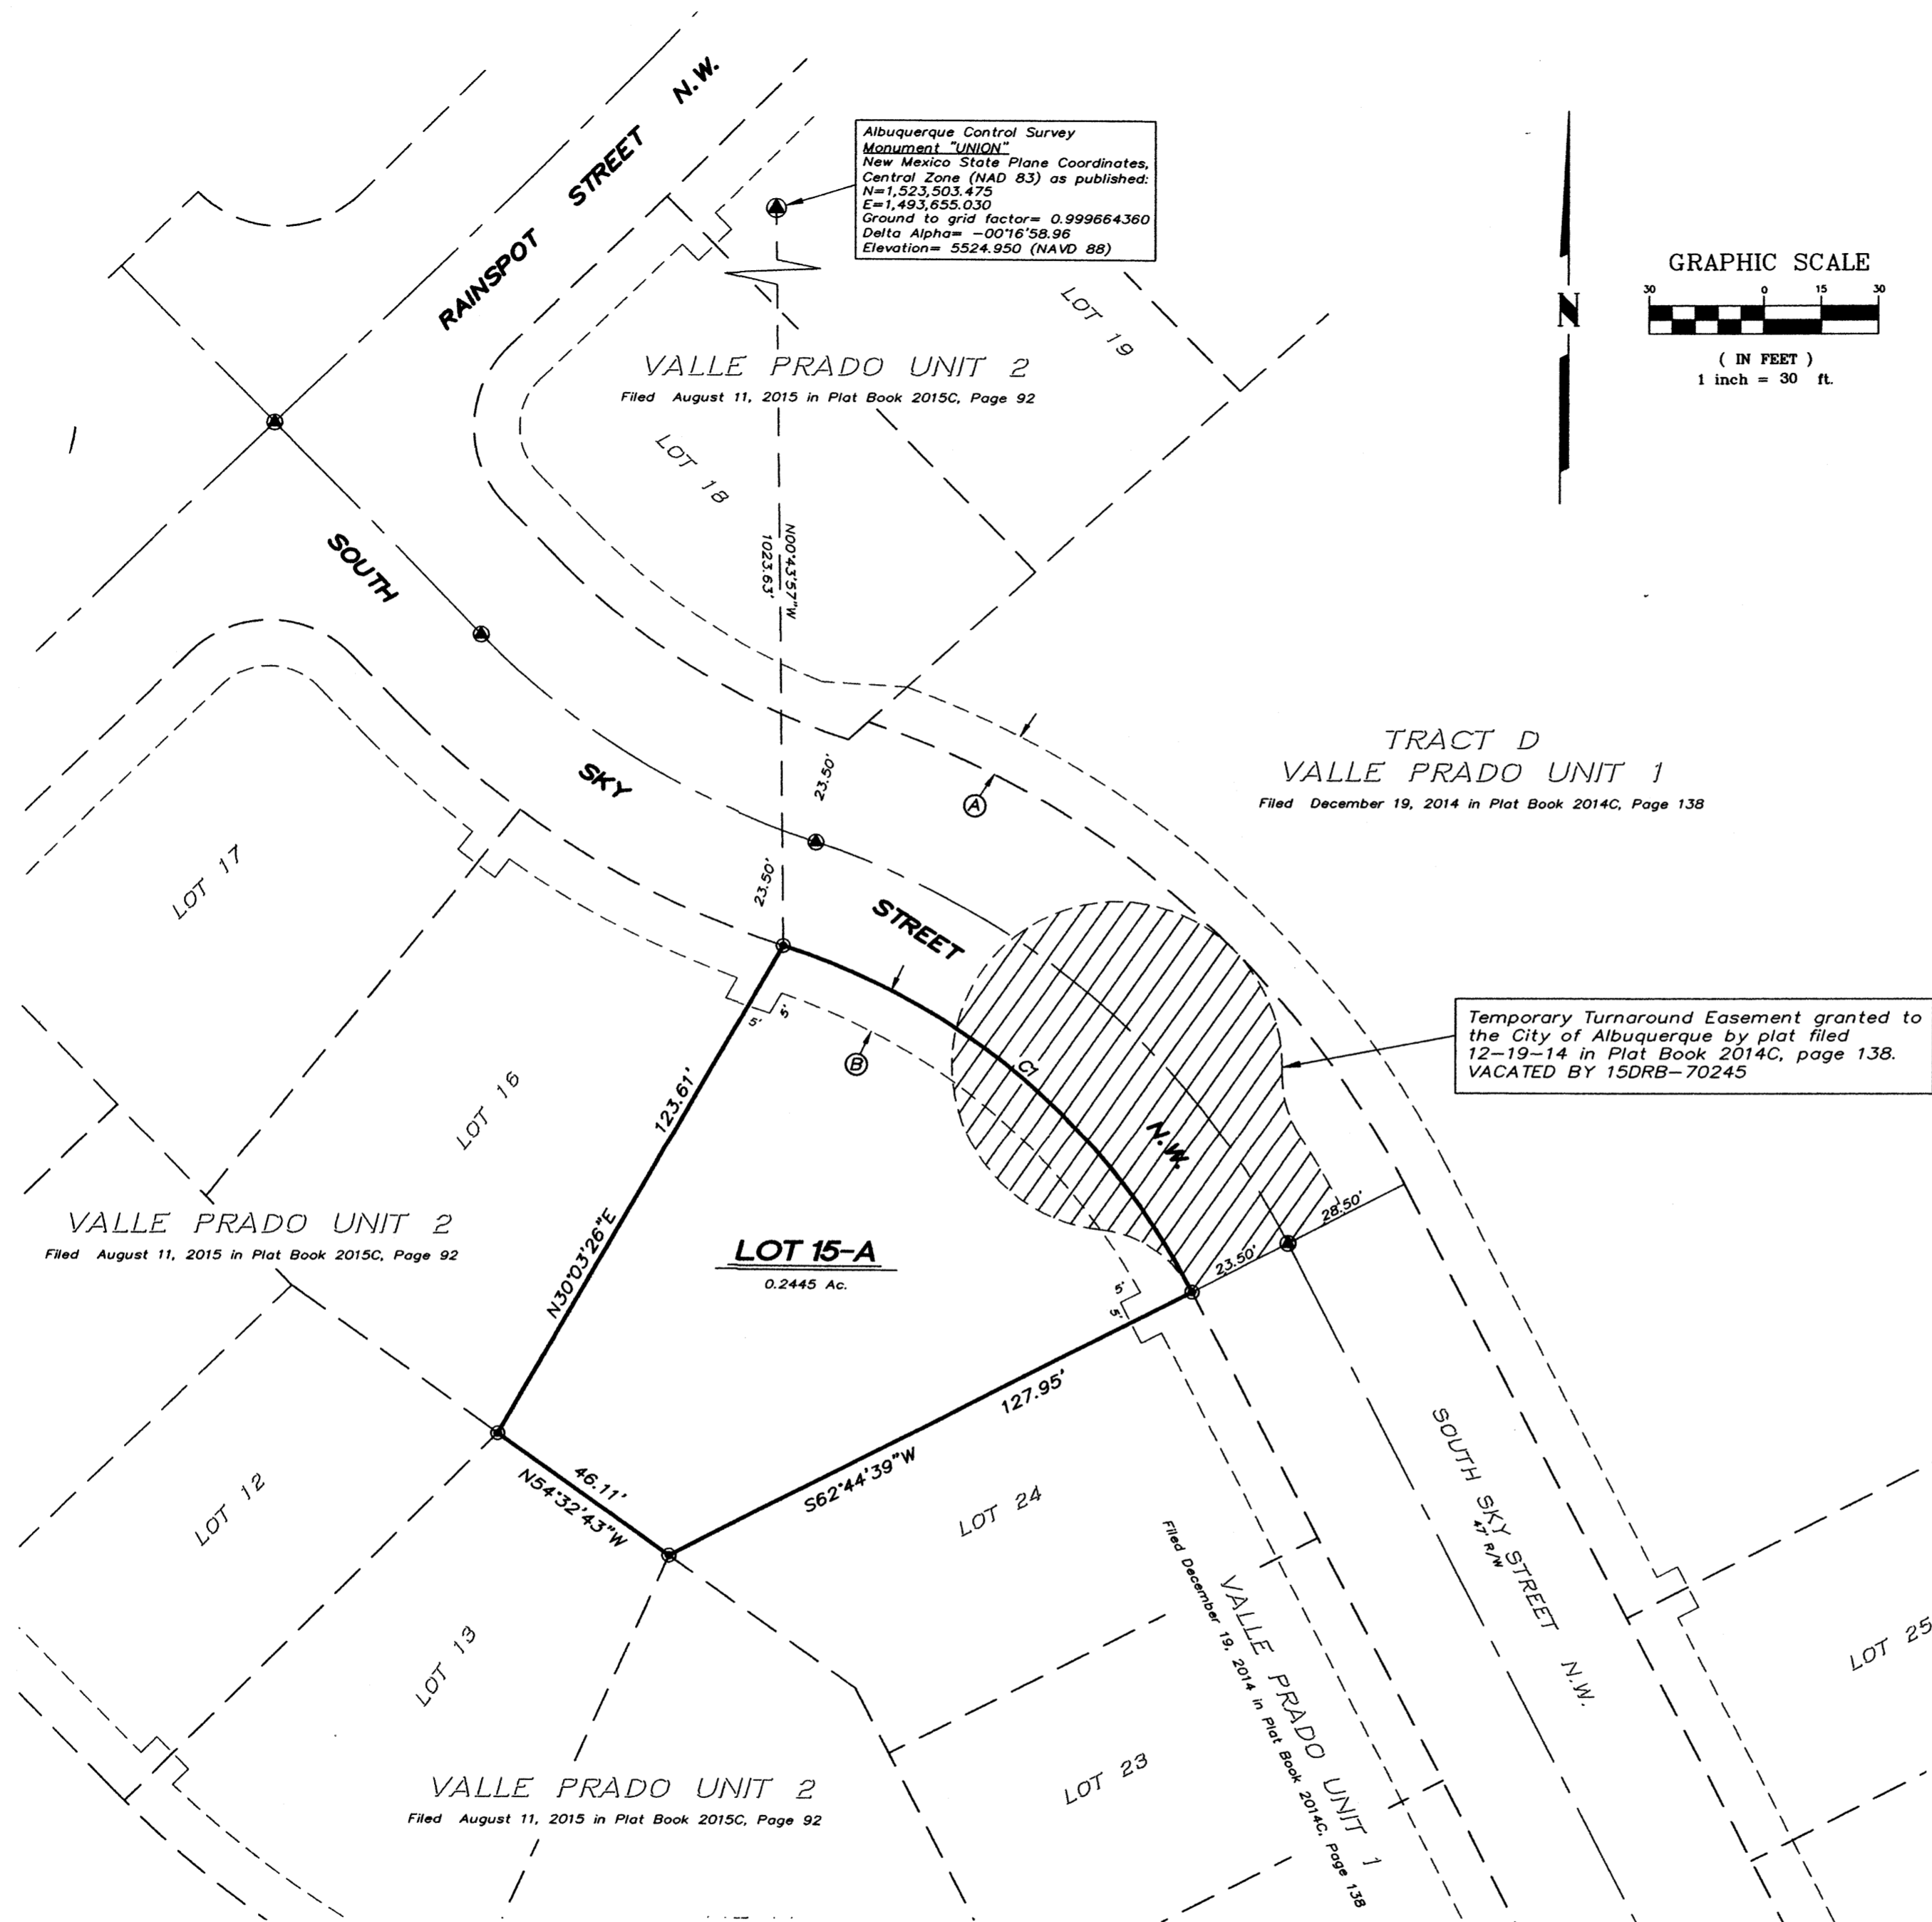 RAINSPOT STREET N.W.
Albuquerque Control Survey
Monument "UNION"
New Mexico State Plane Coordinates,
Central Zone (NAD 83) as published:
N=1,523,503.475
E=1,493,655.030
Ground to grid factor= 0.999664360
Delta Alpha= -00°16'58.96
Elevation= 5524.950 (NAVD 88)
GRAPHIC SCALE
30 0 15 30
( IN FEET )
1 inch = 30 ft.
N
LOT 19
VALLE PRADO UNIT 2
Filed August 11, 2015 in Plat Book 2015C, Page 92
LOT 18
N00°43'57"W
1023.63'
SOUTH SKY STREET N.W.
23.50'
23.50'
A
TRACT D
VALLE PRADO UNIT 1
Filed December 19, 2014 in Plat Book 2014C, Page 138
LOT 17
5'
5'
B
C1
Temporary Turnaround Easement granted to
the City of Albuquerque by plat filed
12-19-14 in Plat Book 2014C, page 138.
VACATED BY 15DRB-70245
LOT 16
123.61'
N30°03'26"E
VALLE PRADO UNIT 2
Filed August 11, 2015 in Plat Book 2015C, Page 92
LOT 15-A
0.2445 Ac.
28.50'
23.50'
5'
5'
127.95'
S62°44'39"W
46.11'
N54°32'43"W
LOT 12
LOT 24
SOUTH SKY STREET N.W.
47' R/W
LOT 13
VALLE PRADO UNIT 1
Filed December 19, 2014 in Plat Book 2014C, Page 138
LOT 25
LOT 23
VALLE PRADO UNIT 2
Filed August 11, 2015 in Plat Book 2015C, Page 92